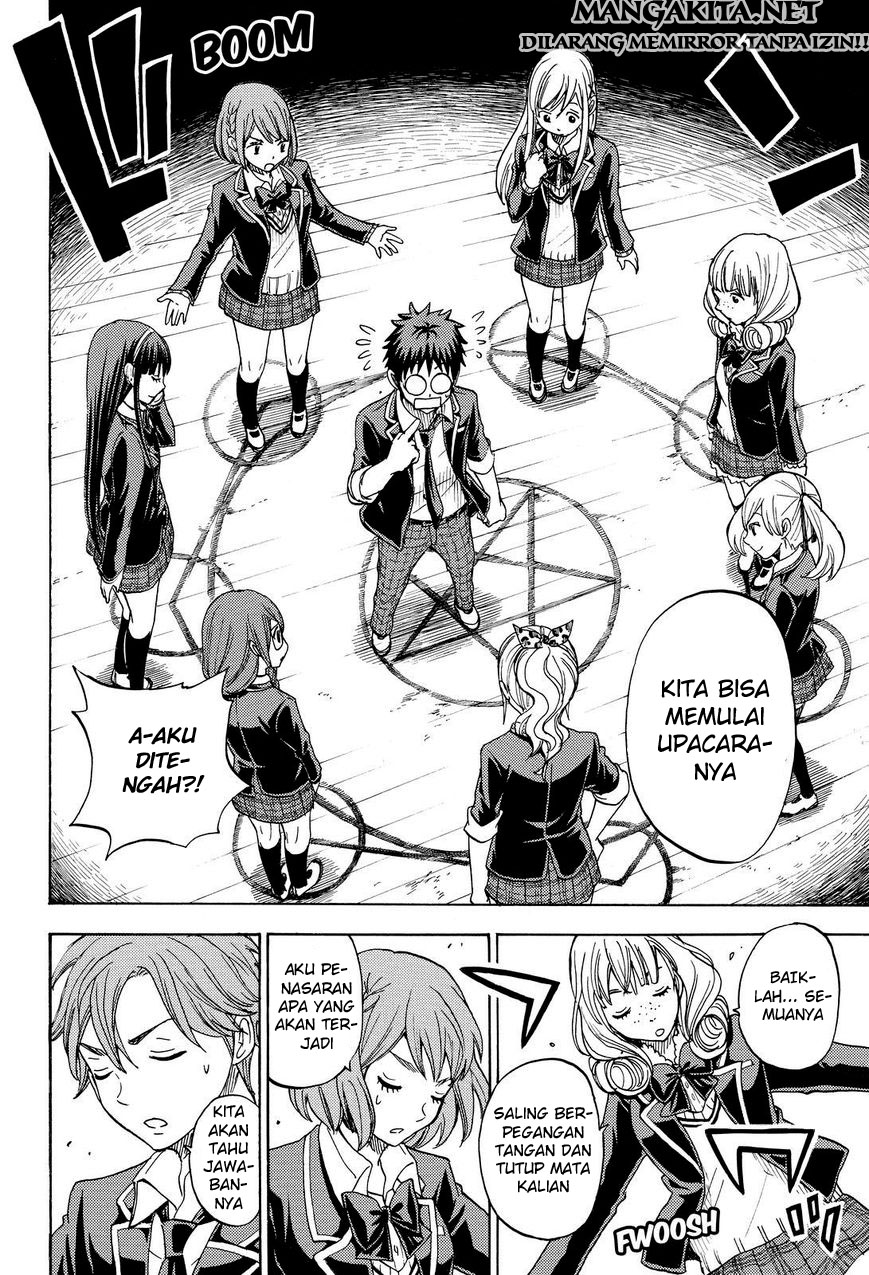 MANGAKITA.NET
DILARANG MEMIRROR TANPA IZIN!!
BOOM
KITA BISA
MEMULAI
UPACARA-
NYA
A-AKU
DITE-
NGAH?!
BAIK-
LAH... SE-
MUANYA
SALING BER-
PEGANGAN
TANGAN DAN
TUTUP MATA
KALIAN
FWOOSH
AKU PE-
NASARAN
APA YANG
AKAN TER-
JADI
KITA
AKAN
TAHU
JAWA-
BAN-
NYA